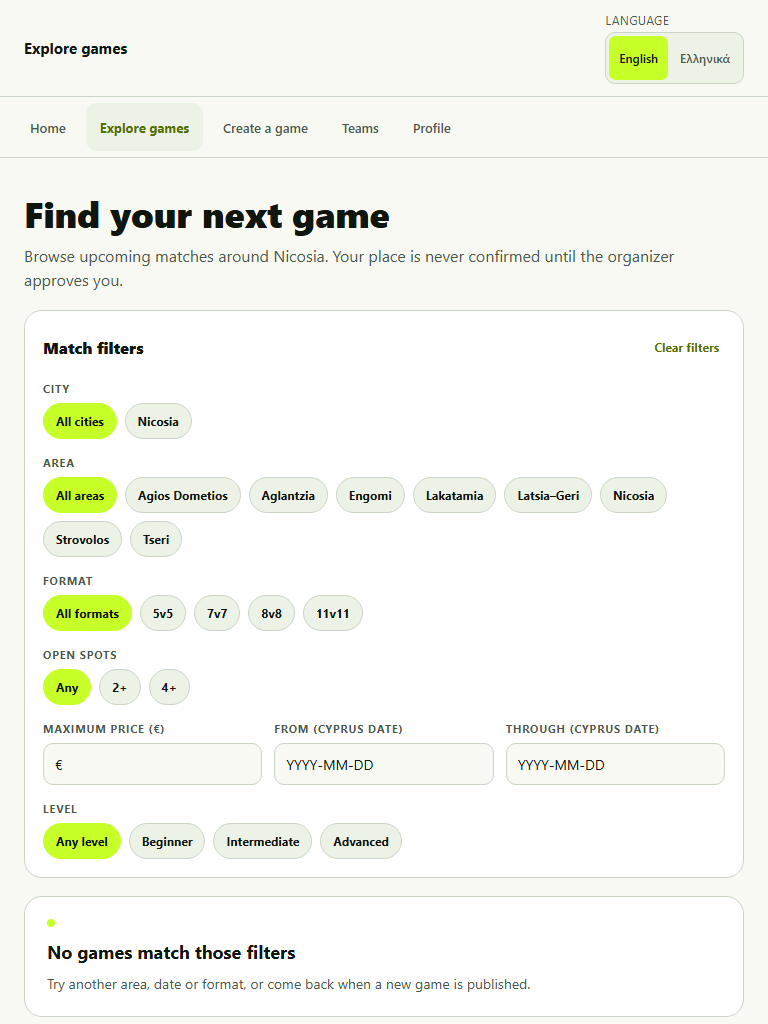 Explore games
LANGUAGE
English Ελληνικά
Home Explore games Create a game Teams Profile
Find your next game
Browse upcoming matches around Nicosia. Your place is never confirmed until the organizer
approves you.
Match filters Clear filters
CITY
All cities Nicosia
AREA
All areas Agios Dometios Aglantzia Engomi Lakatamia Latsia–Geri Nicosia
Strovolos Tseri
FORMAT
All formats 5v5 7v7 8v8 11v11
OPEN SPOTS
Any 2+ 4+
MAXIMUM PRICE (€) FROM (CYPRUS DATE) THROUGH (CYPRUS DATE)
€ YYYY-MM-DD YYYY-MM-DD
LEVEL
Any level Beginner Intermediate Advanced
No games match those filters
Try another area, date or format, or come back when a new game is published.